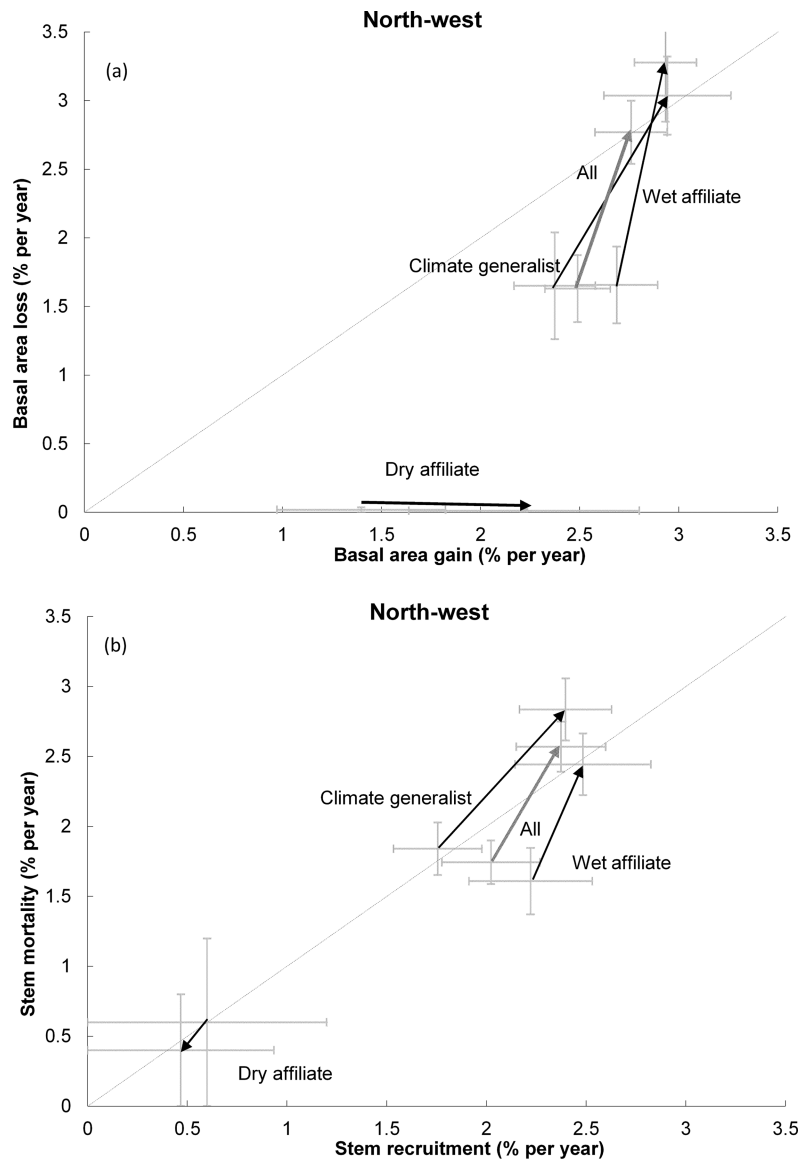 North-west
3.5
(a)
3
All
2.5
Wet affiliate
2
Climate generalist
1.5
1
Dry affiliate
0.5
0
Basal area loss (% per year)
0 0.5 1 1.5 2 2.5 3 3.5
Basal area gain (% per year)
North-west
3.5
(b)
3
2.5
Climate generalist
All
2
Wet affiliate
1.5
1
0.5
Dry affiliate
0
Stem mortality (% per year)
0 0.5 1 1.5 2 2.5 3 3.5
Stem recruitment (% per year)